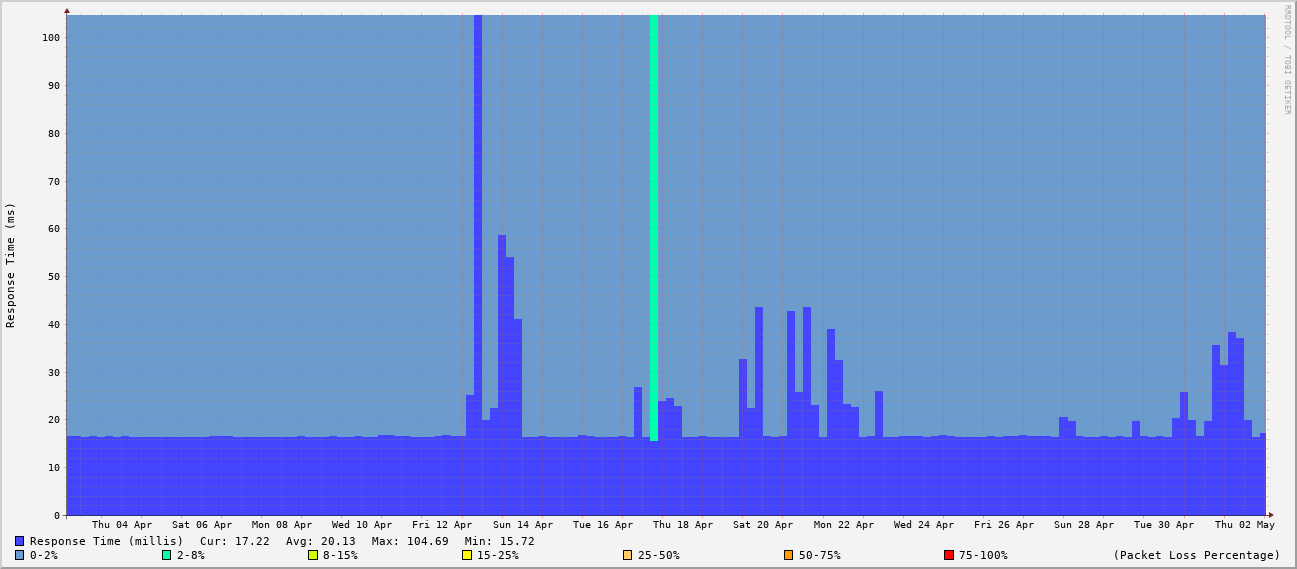 RRDTOOL / TOBI OETIKER
Response Time (ms)
100
90
80
70
60
50
40
30
20
10
0
Thu 04 Apr Sat 06 Apr Mon 08 Apr Wed 10 Apr Fri 12 Apr Sun 14 Apr Tue 16 Apr Thu 18 Apr Sat 20 Apr Mon 22 Apr Wed 24 Apr Fri 26 Apr Sun 28 Apr Tue 30 Apr Thu 02 May
Response Time (millis) Cur: 17.22 Avg: 20.13 Max: 104.69 Min: 15.72
0-2% 2-8% 8-15% 15-25% 25-50% 50-75% 75-100% (Packet Loss Percentage)